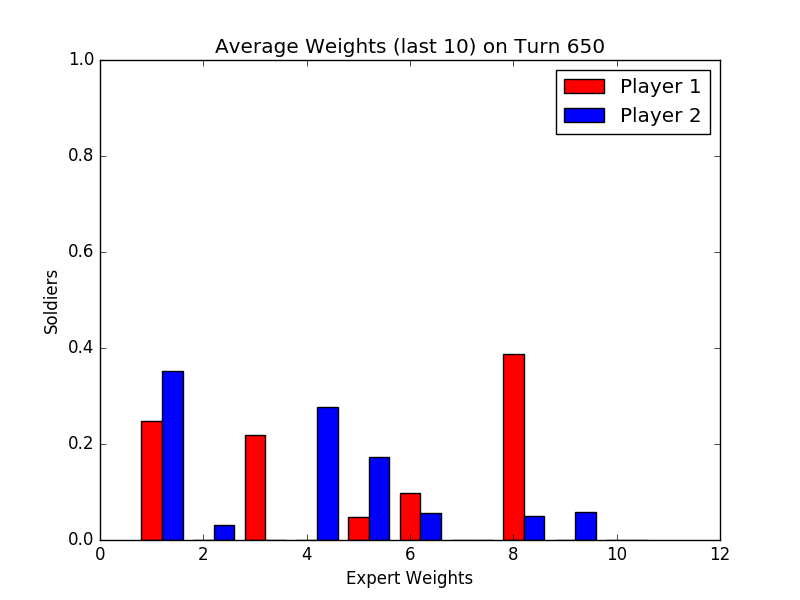 Average Weights (last 10) on Turn 650
1.0
Player 1
Player 2
0.8
0.6
Soldiers
0.4
0.2
0.0
0 2 4 6 8 10 12
Expert Weights